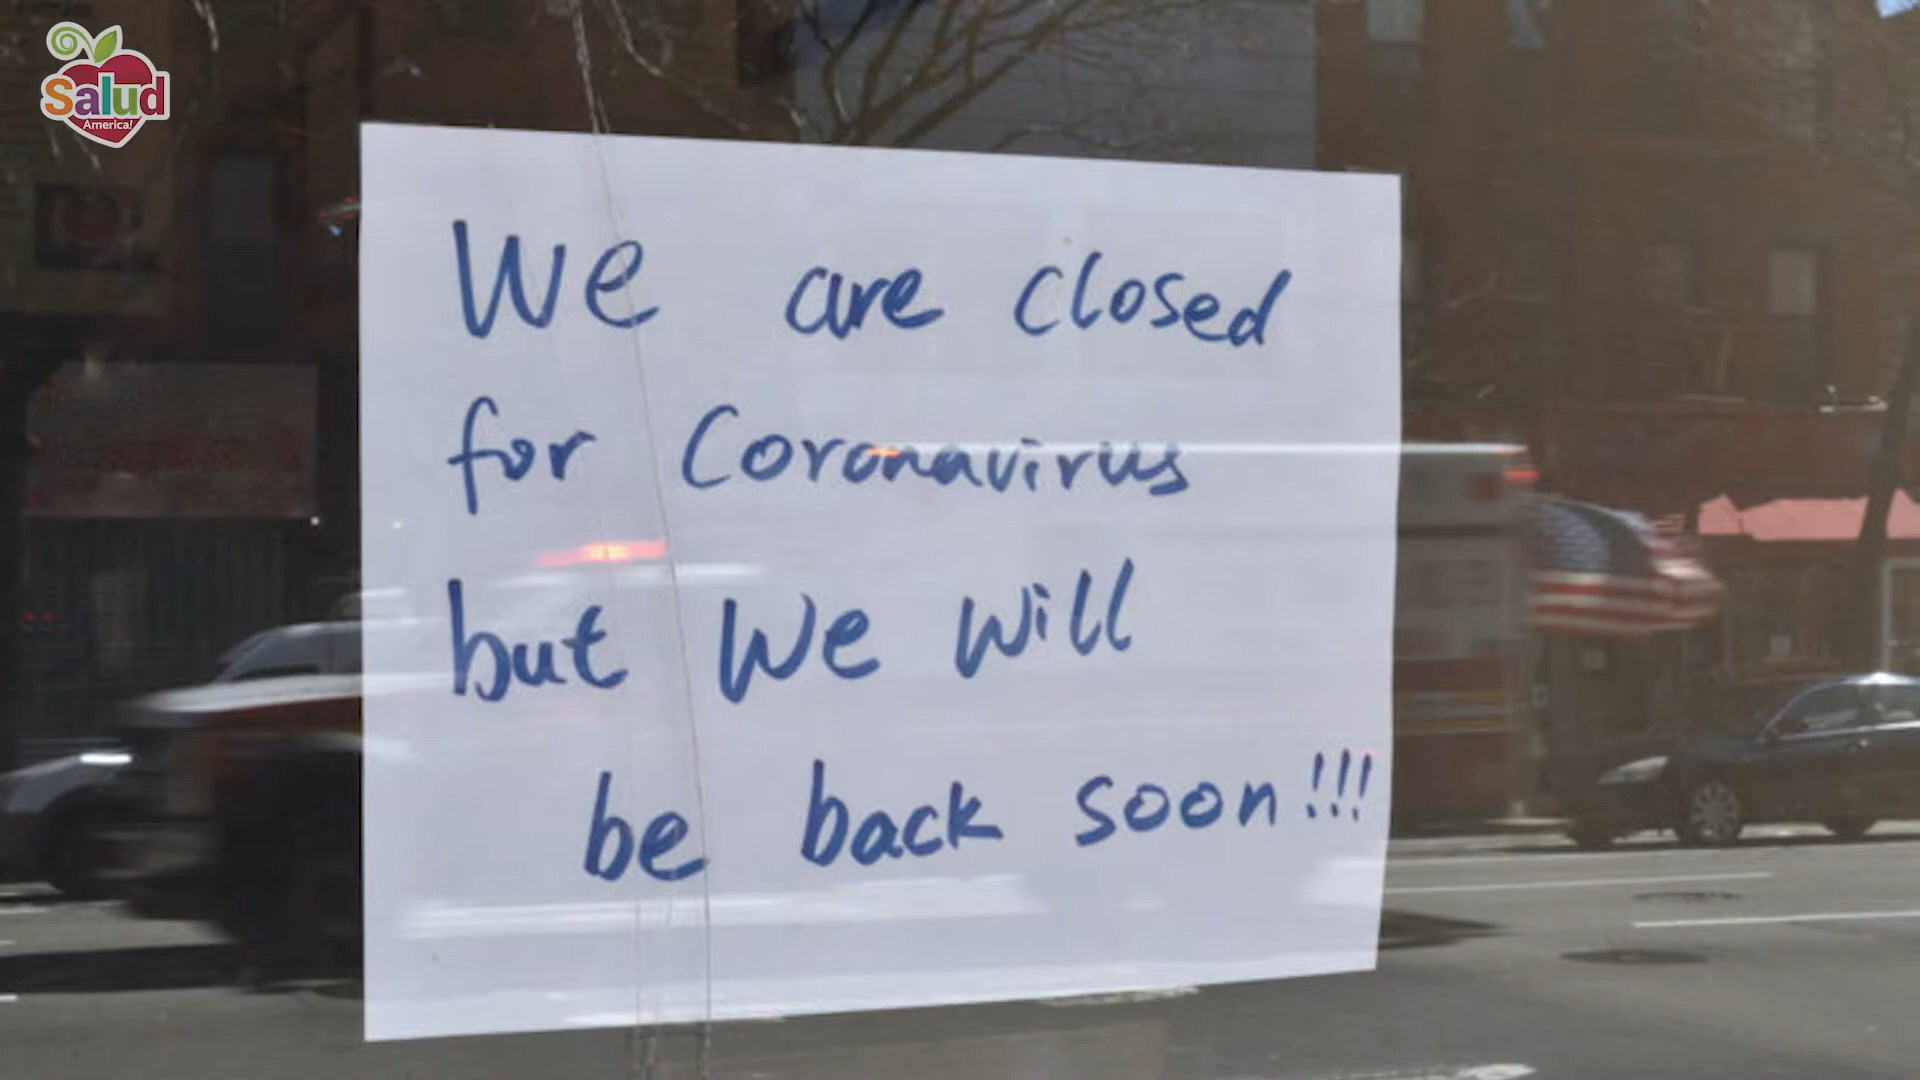 Salud
America!
We are closed
for Coronavirus
but we will
be back soon!!!